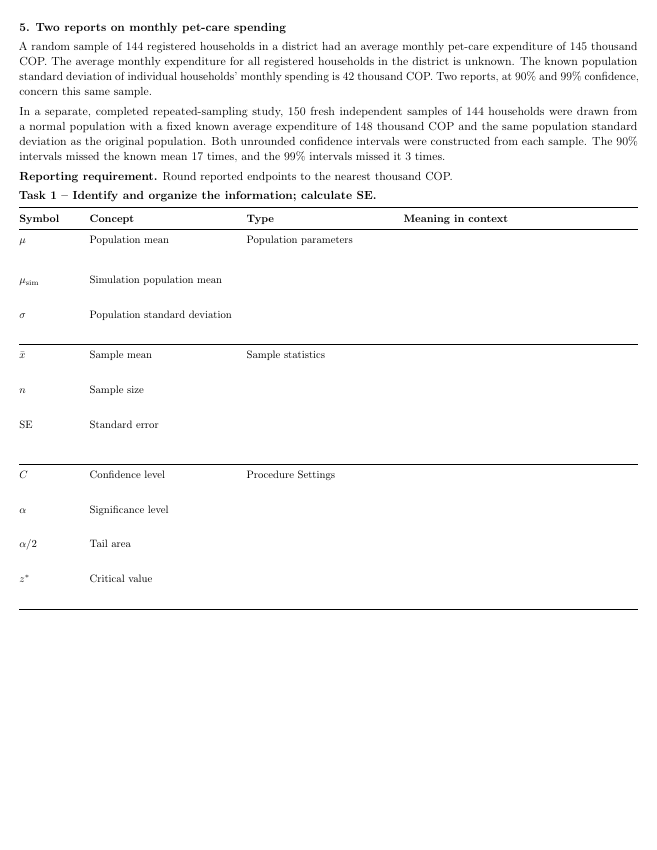 5. Two reports on monthly pet-care spending
A random sample of 144 registered households in a district had an average monthly pet-care expenditure of 145 thousand
COP. The average monthly expenditure for all registered households in the district is unknown. The known population
standard deviation of individual households' monthly spending is 42 thousand COP. Two reports, at 90% and 99% confidence,
concern this same sample.
In a separate, completed repeated-sampling study, 150 fresh independent samples of 144 households were drawn from
a normal population with a fixed known average expenditure of 148 thousand COP and the same population standard
deviation as the original population. Both unrounded confidence intervals were constructed from each sample. The 90%
intervals missed the known mean 17 times, and the 99% intervals missed it 3 times.
Reporting requirement. Round reported endpoints to the nearest thousand COP.
Task 1 – Identify and organize the information; calculate SE.
Symbol Concept Type Meaning in context
μ Population mean Population parameters
μsim Simulation population mean
σ Population standard deviation
x̄ Sample mean Sample statistics
n Sample size
SE Standard error
C Confidence level Procedure Settings
α Significance level
α/2 Tail area
z* Critical value